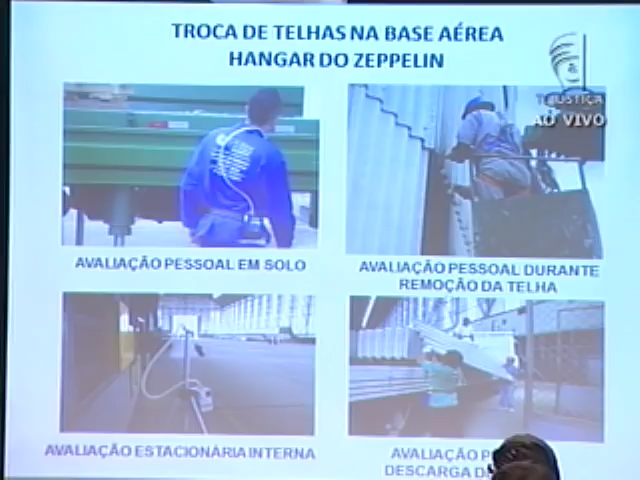 TROCA DE TELHAS NA BASE AÉREA
HANGAR DO ZEPPELIN
TV JUSTIÇA
AO VIVO
AVALIAÇÃO PESSOAL EM SOLO
AVALIAÇÃO PESSOAL DURANTE
REMOÇÃO DA TELHA
AVALIAÇÃO ESTACIONÁRIA INTERNA
AVALIAÇÃO
DESCARGA